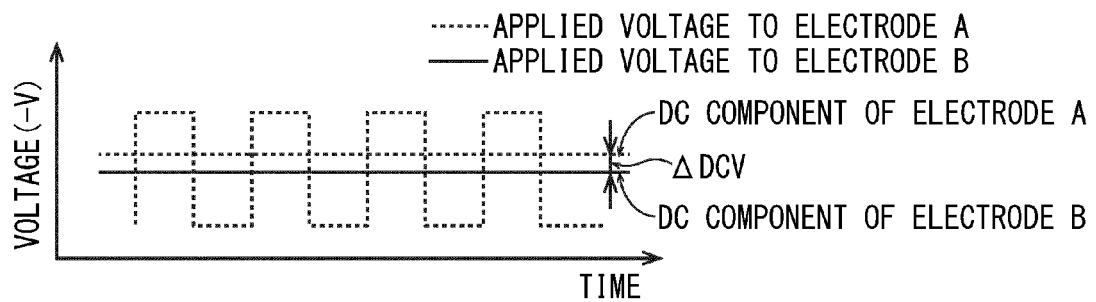 APPLIED VOLTAGE TO ELECTRODE A
APPLIED VOLTAGE TO ELECTRODE B
VOLTAGE(-V)
DC COMPONENT OF ELECTRODE A
ΔDCV
DC COMPONENT OF ELECTRODE B
TIME